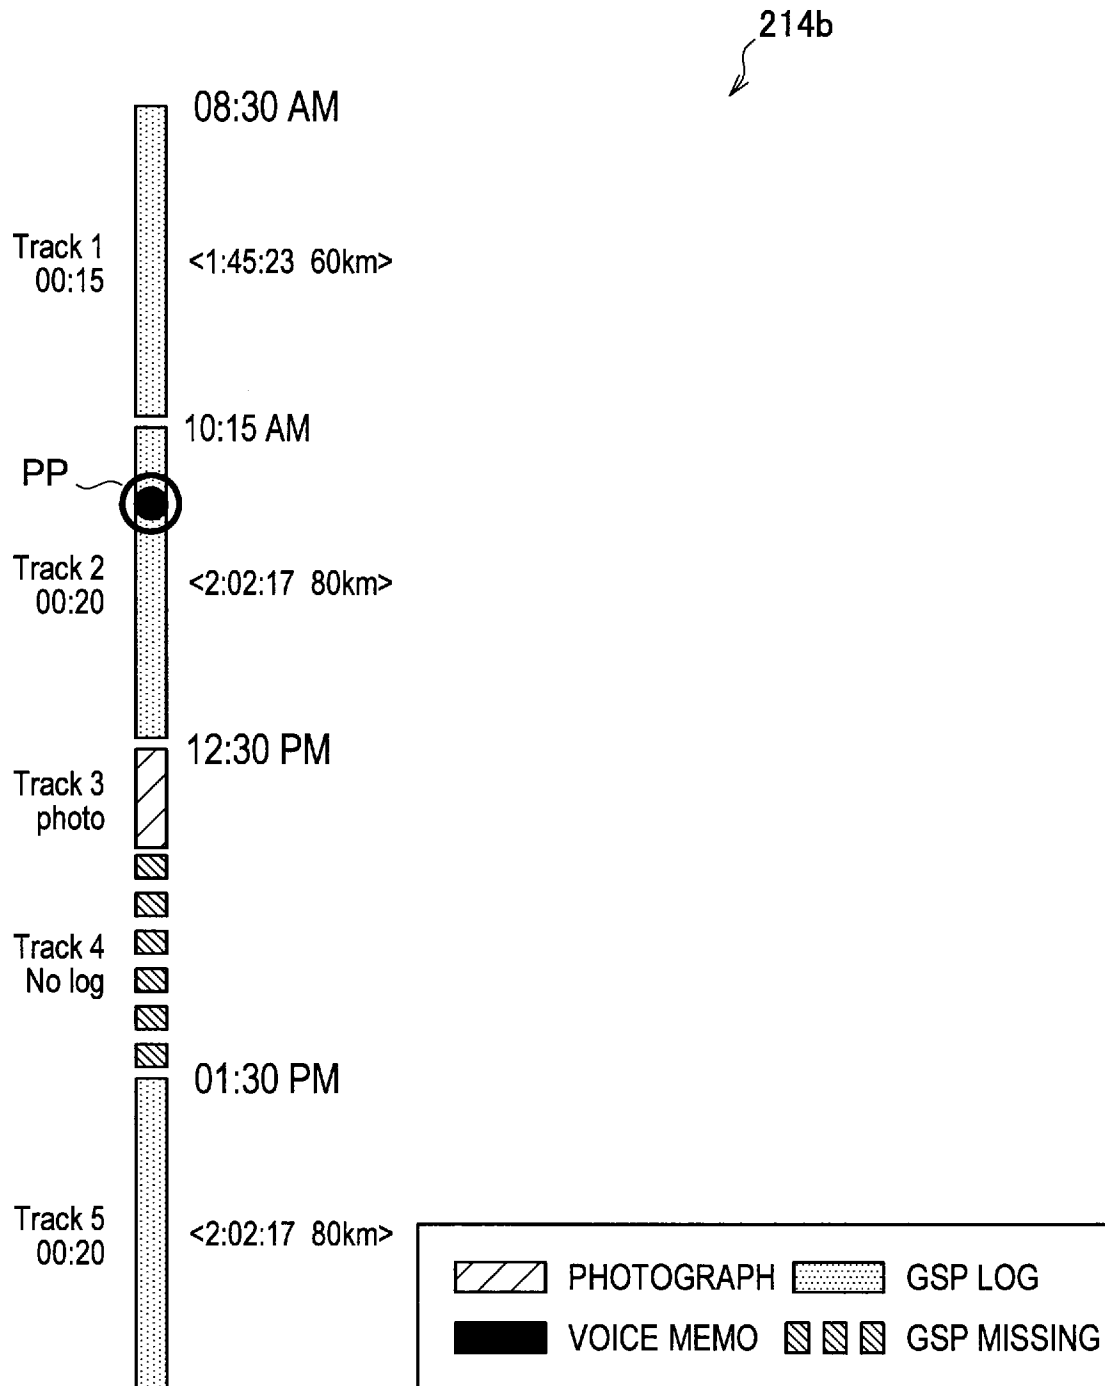 214b
08:30 AM
Track 1
00:15
<1:45:23 60km>
10:15 AM
PP
Track 2
00:20
<2:02:17 80km>
12:30 PM
Track 3
photo
Track 4
No log
01:30 PM
Track 5
00:20
<2:02:17 80km>
PHOTOGRAPH GSP LOG
VOICE MEMO GSP MISSING